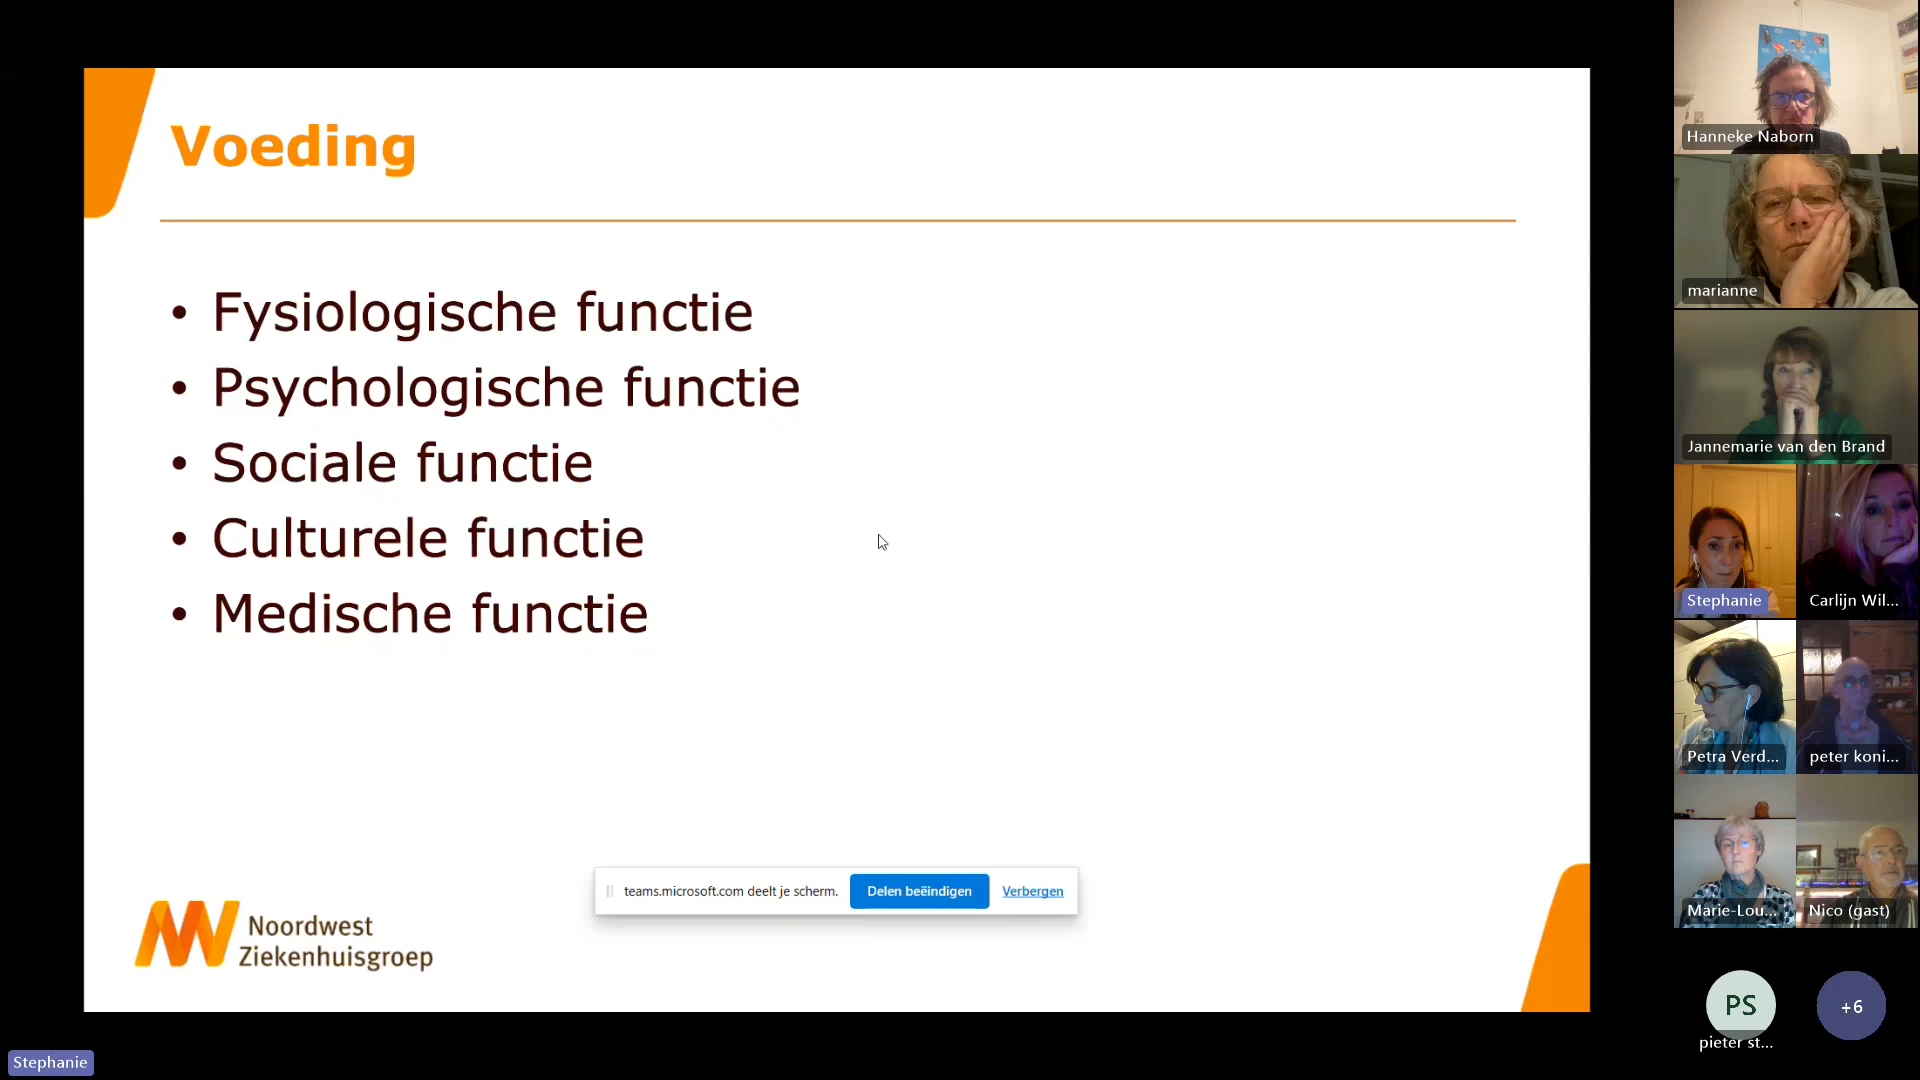 Voeding
• Fysiologische functie
• Psychologische functie
• Sociale functie
• Culturele functie
• Medische functie
teams.microsoft.com deelt je scherm.
Delen beëindigen
Verbergen
Noordwest
Ziekenhuisgroep
Stephanie
Hanneke Naborn
marianne
Jannemarie van den Brand
Stephanie
Carlijn Wil...
Petra Verd...
peter koni...
Marie-Lou...
Nico (gast)
PS
pieter st...
+6